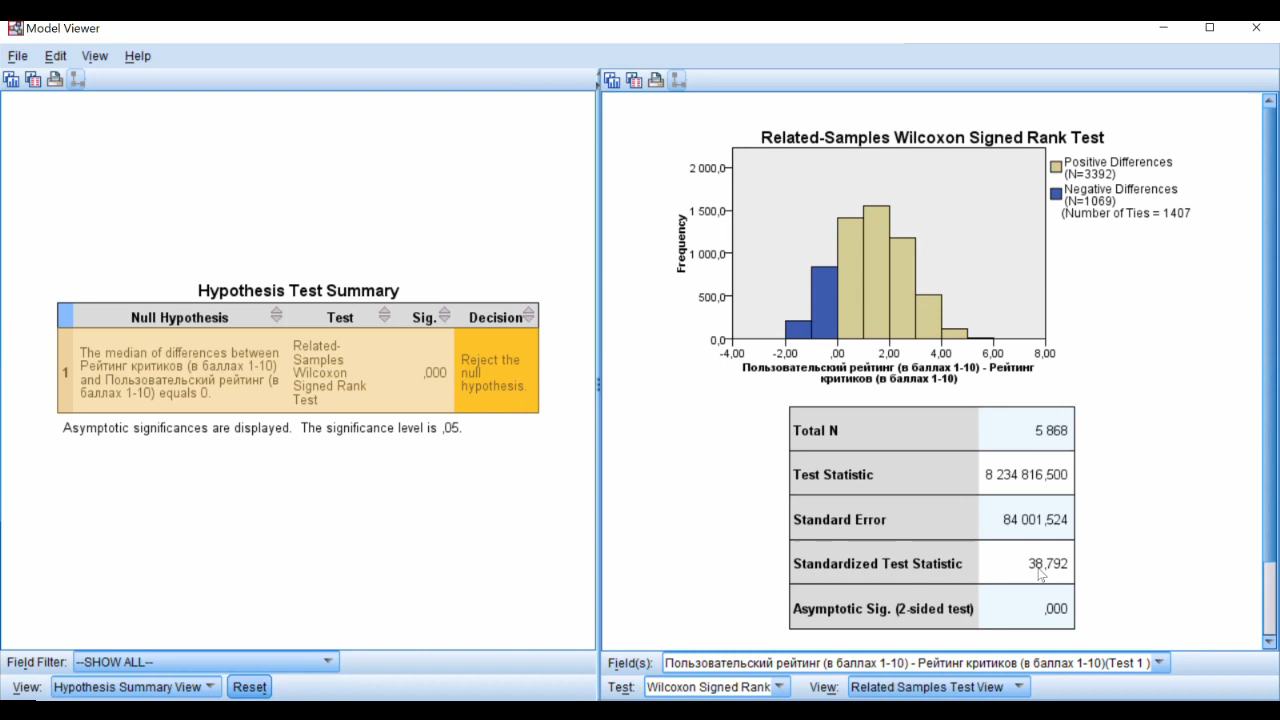 Model Viewer
File Edit View Help
Hypothesis Test Summary
Null Hypothesis Test Sig. Decision
1
The median of differences between
Рейтинг критиков (в баллах 1-10)
and Пользовательский рейтинг (в
баллах 1-10) equals 0.
Related-
Samples
Wilcoxon
Signed Rank
Test
,000
Reject the
null
hypothesis.
Asymptotic significances are displayed. The significance level is ,05.
Field Filter: --SHOW ALL--
View: Hypothesis Summary View Reset
Related-Samples Wilcoxon Signed Rank Test
Positive Differences
(N=3392)
Negative Differences
(N=1069)
(Number of Ties = 1407
Frequency
2 000,0
1 500,0
1 000,0
500,0
0,0
-4,00 -2,00 ,00 2,00 4,00 6,00 8,00
Пользовательский рейтинг (в баллах 1-10) - Рейтинг
критиков (в баллах 1-10)
Total N 5 868
Test Statistic 8 234 816,500
Standard Error 84 001,524
Standardized Test Statistic 38,792
Asymptotic Sig. (2-sided test) ,000
Field(s): Пользовательский рейтинг (в баллах 1-10) - Рейтинг критиков (в баллах 1-10)(Test 1 )
Test: Wilcoxon Signed Rank View: Related Samples Test View